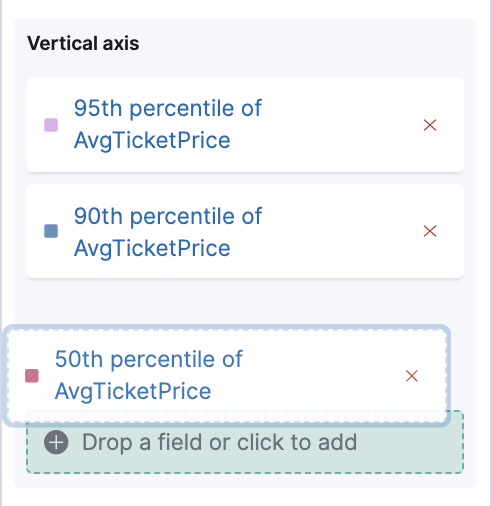 Vertical axis
95th percentile of
AvgTicketPrice
90th percentile of
AvgTicketPrice
50th percentile of
AvgTicketPrice
Drop a field or click to add